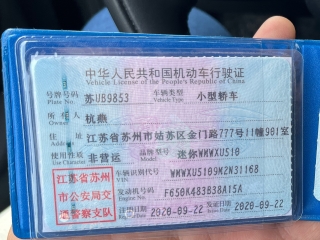 中华人民共和国机动车行驶证
Vehicle License of the People's Republic of China
号牌号码 苏UB9853 车辆类型 小型轿车
Plate No. Vehicle Type
所有人 杭燕
Owner
住址 江苏省苏州市姑苏区金门路777号11幢901室
Address
使用性质 非营运 品牌型号 迷你WMWXU510
Use Character Model
江苏省苏州
市公安局交
通警察支队
车辆识别代号 WMWXU5109M2N31168
VIN
发动机号码 F650K483B38A15A
Engine No.
注册日期 2020-09-22 发证日期 2020-09-22
Register Date Issue Date